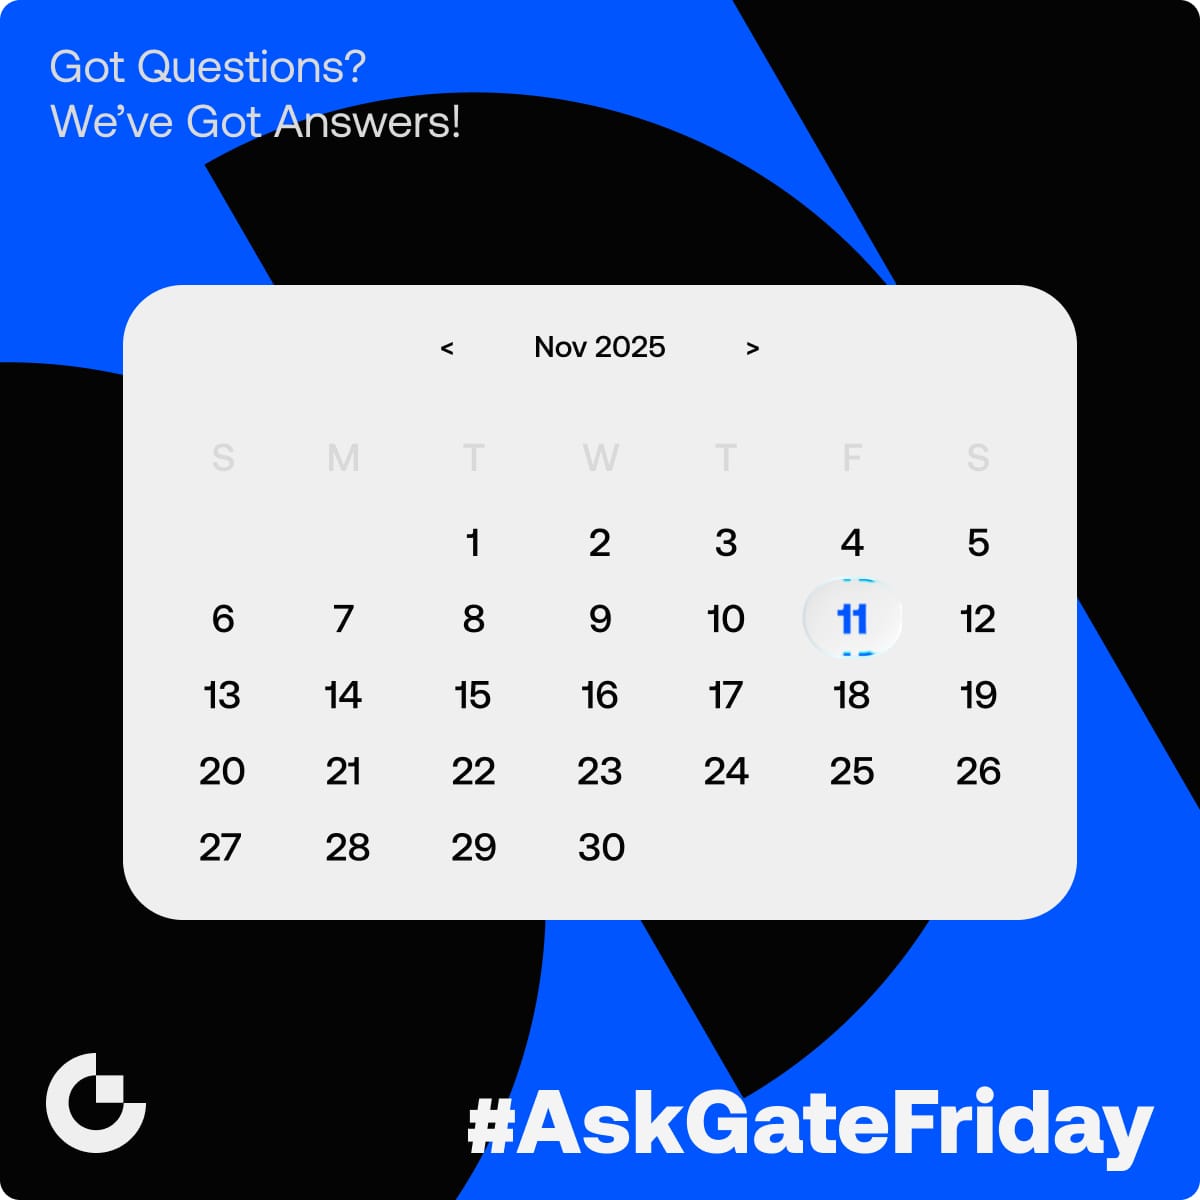 Got Questions?
We’ve Got Answers!
< Nov 2025 >
S M T W T F S
1 2 3 4 5
6 7 8 9 10 11 12
13 14 15 16 17 18 19
20 21 22 23 24 25 26
27 28 29 30
#AskGateFriday